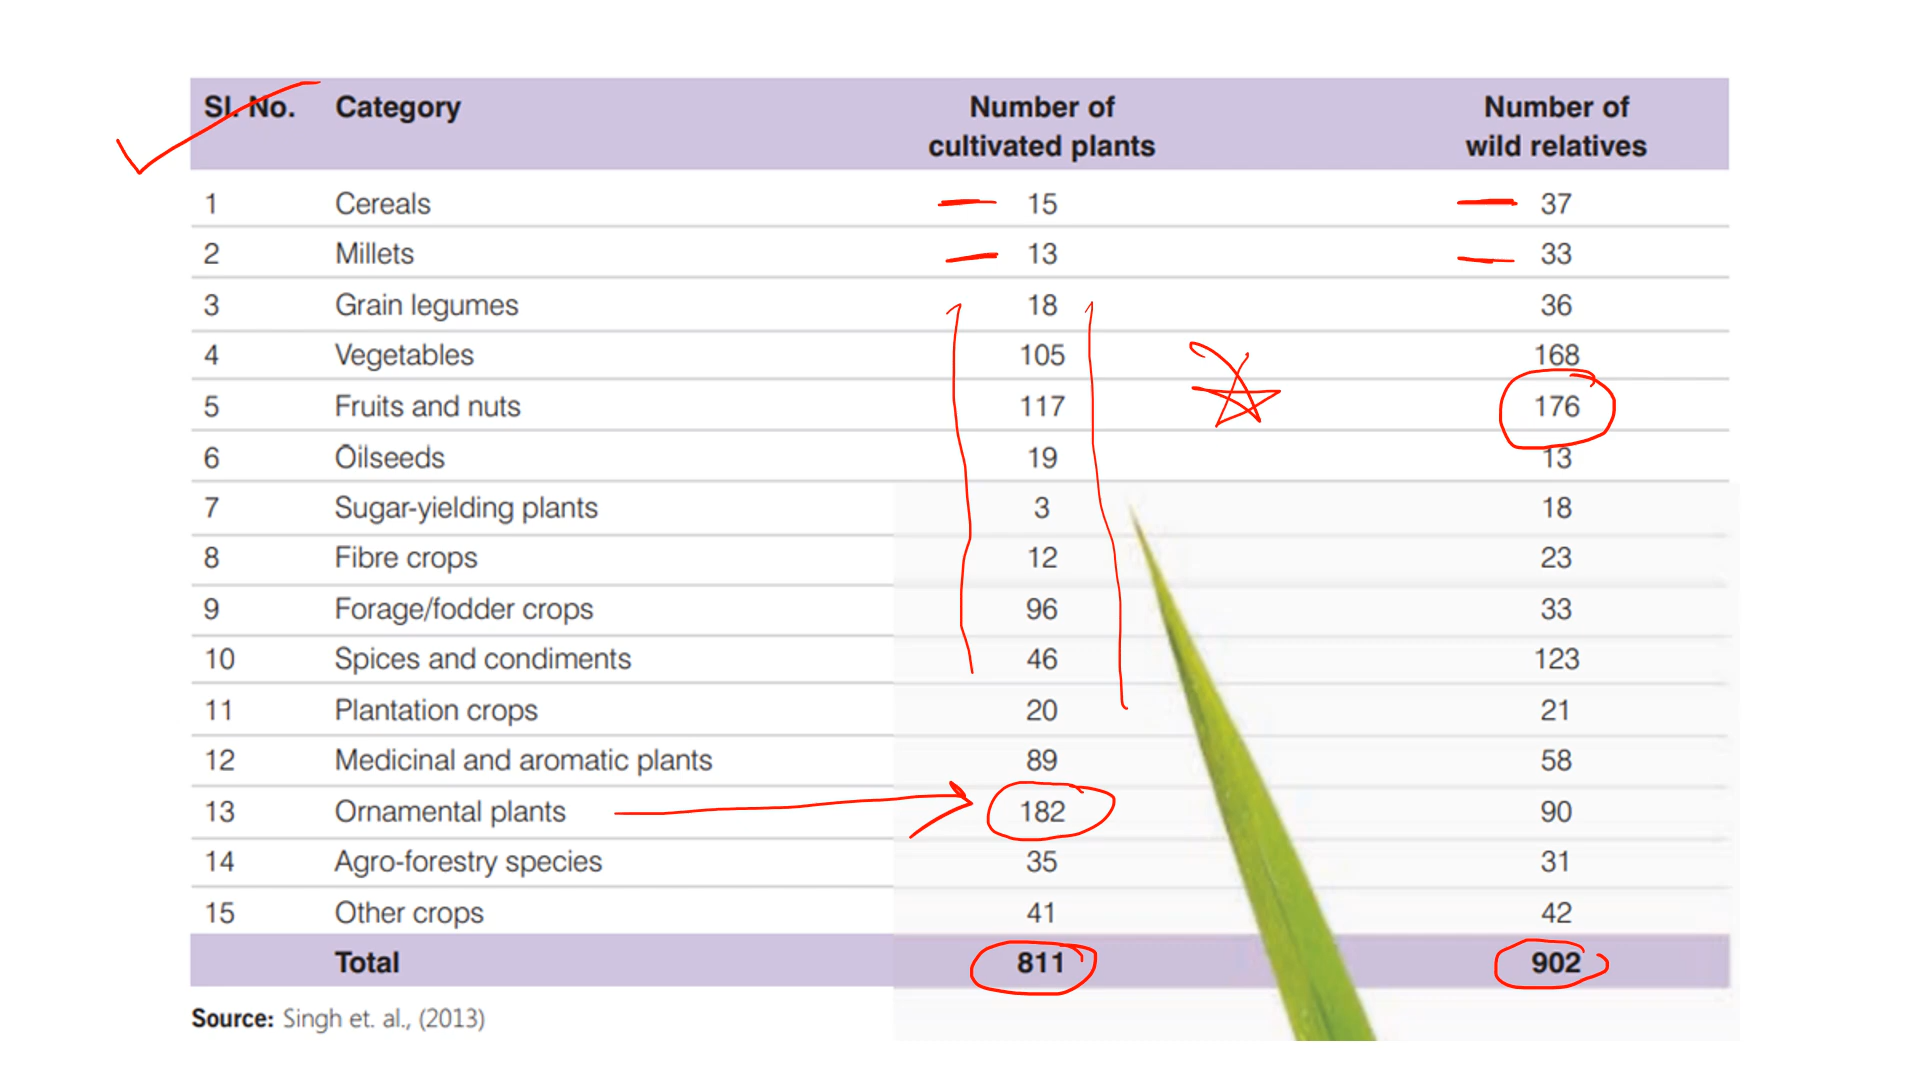 Sl. No. Category Number of cultivated plants Number of wild relatives
1 Cereals 15 37
2 Millets 13 33
3 Grain legumes 18 36
4 Vegetables 105 168
5 Fruits and nuts 117 176
6 Oilseeds 19 13
7 Sugar-yielding plants 3 18
8 Fibre crops 12 23
9 Forage/fodder crops 96 33
10 Spices and condiments 46 123
11 Plantation crops 20 21
12 Medicinal and aromatic plants 89 58
13 Ornamental plants 182 90
14 Agro-forestry species 35 31
15 Other crops 41 42
Total 811 902
Source: Singh et. al., (2013)